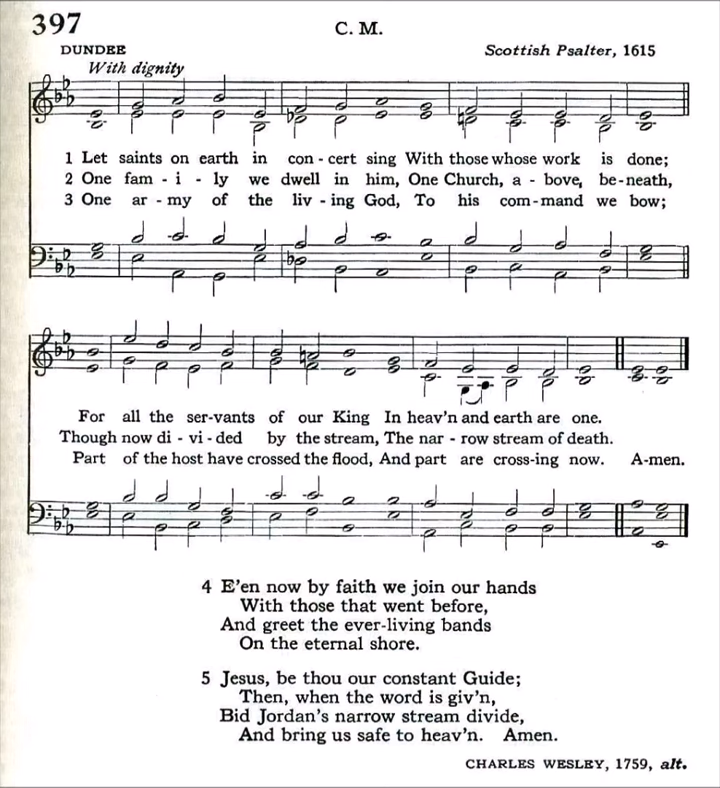 397
C. M.
DUNDEE
Scottish Psalter, 1615
With dignity
1 Let saints on earth in con-cert sing With those whose work is done;
2 One fam - i - ly we dwell in him, One Church, a - bove, be-neath,
3 One ar - my of the liv - ing God, To his com-mand we bow;
For all the ser-vants of our King In heav'n and earth are one.
Though now di - vi - ded by the stream, The nar - row stream of death.
Part of the host have crossed the flood, And part are cross-ing now. A-men.
4 E'en now by faith we join our hands
With those that went before,
And greet the ever-living bands
On the eternal shore.
5 Jesus, be thou our constant Guide;
Then, when the word is giv'n,
Bid Jordan's narrow stream divide,
And bring us safe to heav'n. Amen.
CHARLES WESLEY, 1759, alt.